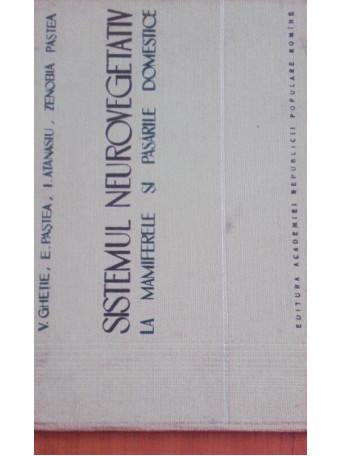 V. GHEȚIE, E. PAȘTEA, I. ATANASIU, ZENOBIA PAȘTEA
SISTEMUL NEUROVEGETATIV
LA MAMIFERELE ȘI PĂSĂRILE DOMESTICE
EDITURA ACADEMIEI REPUBLICII POPULARE ROMÎNE